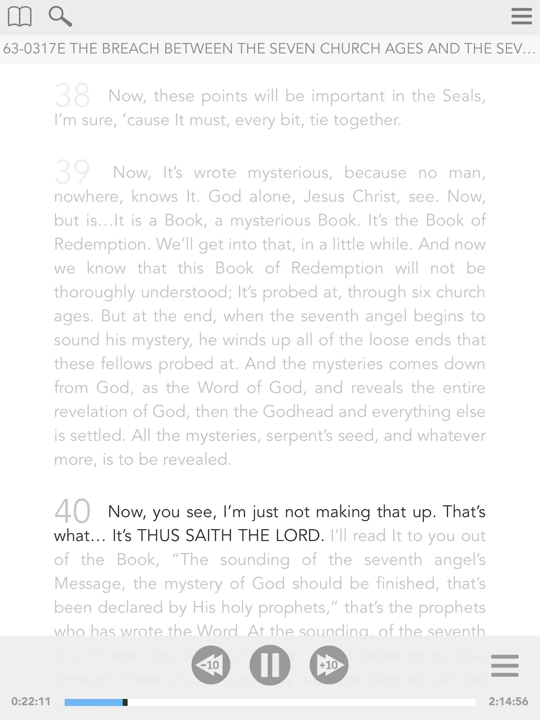 63-0317E THE BREACH BETWEEN THE SEVEN CHURCH AGES AND THE SEV...
38 Now, these points will be important in the Seals,
I'm sure, 'cause It must, every bit, tie together.
39 Now, It's wrote mysterious, because no man,
nowhere, knows It. God alone, Jesus Christ, see. Now,
but is…It is a Book, a mysterious Book. It's the Book of
Redemption. We'll get into that, in a little while. And now
we know that this Book of Redemption will not be
thoroughly understood; It's probed at, through six church
ages. But at the end, when the seventh angel begins to
sound his mystery, he winds up all of the loose ends that
these fellows probed at. And the mysteries comes down
from God, as the Word of God, and reveals the entire
revelation of God, then the Godhead and everything else
is settled. All the mysteries, serpent's seed, and whatever
more, is to be revealed.
40 Now, you see, I'm just not making that up. That's
what… It's THUS SAITH THE LORD. I'll read It to you out
of the Book, “The sounding of the seventh angel's
Message, the mystery of God should be finished, that's
been declared by His holy prophets,” that's the prophets
who has wrote the Word. At the sounding, of the seventh
-10
+10
0:22:11
2:14:56